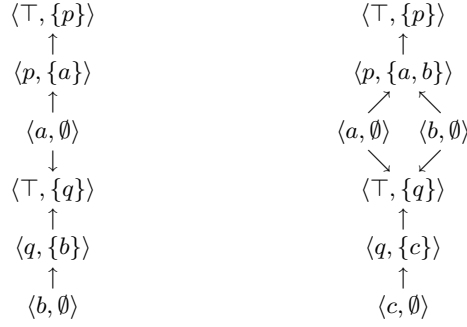 ⟨⊤, {p}⟩ ⟨⊤, {p}⟩
↑ ↑
⟨p, {a}⟩ ⟨p, {a, b}⟩
↑ ↗ ↖
⟨a, ∅⟩ ⟨a, ∅⟩ ⟨b, ∅⟩
↓ ↘ ↙
⟨⊤, {q}⟩ ⟨⊤, {q}⟩
↑ ↑
⟨q, {b}⟩ ⟨q, {c}⟩
↑ ↑
⟨b, ∅⟩ ⟨c, ∅⟩